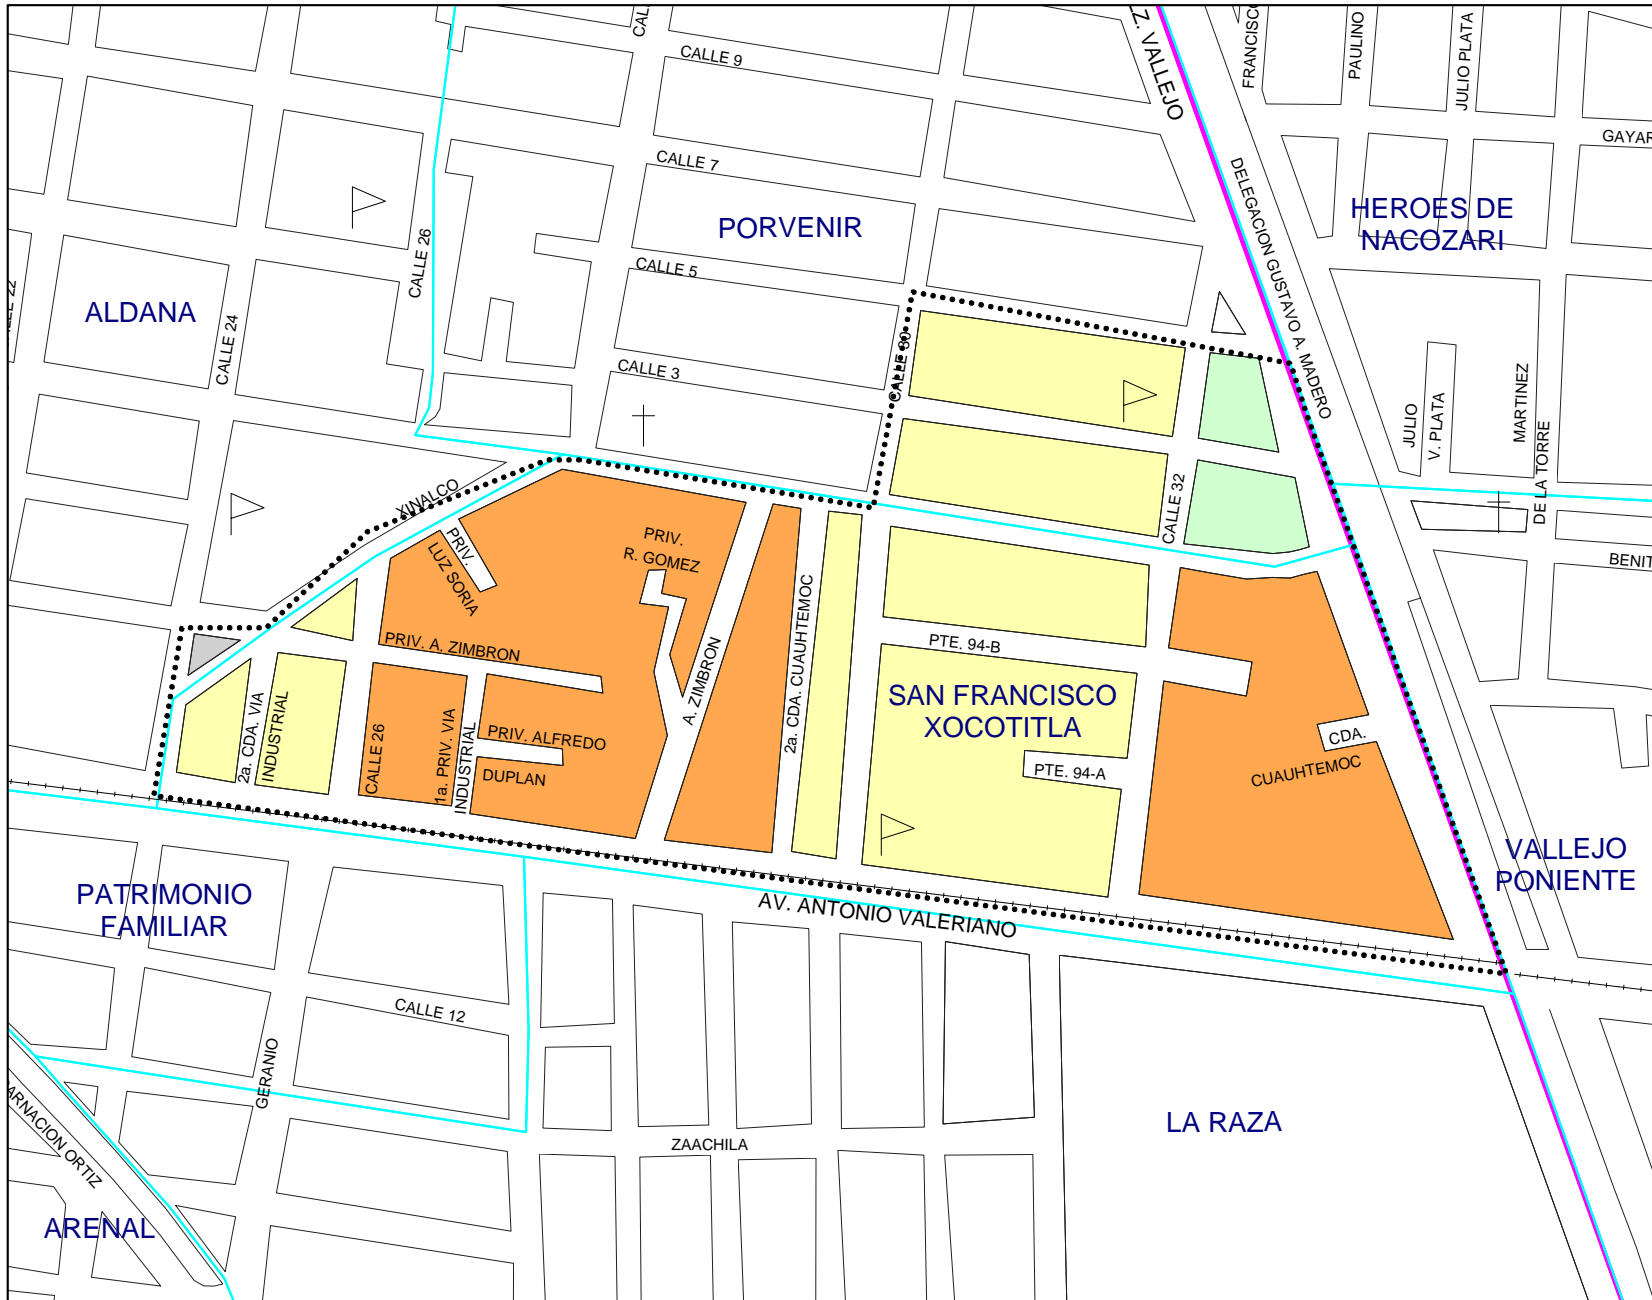 CALLE 9
Z. VALLEJO
FRANCISCO
PAULINO
JULIO PLATA
GAYAR
CALLE 7
PORVENIR
DELEGACION GUSTAVO A. MADERO
HEROES DE
NACOZARI
CALLE 26
CALLE 5
ALDANA
CALLE 24
CALLE 3
CALLE 30
JULIO
V. PLATA
MARTINEZ
DE LA TORRE
XINALCO
CALLE 32
PRIV.
LUZ SORIA
PRIV.
R. GOMEZ
BENIT
2a. CDA. CUAUHTEMOC
PRIV. A. ZIMBRON
A. ZIMBRON
PTE. 94-B
SAN FRANCISCO
XOCOTITLA
2a. CDA. VIA
INDUSTRIAL
CALLE 26
1a. PRIV. VIA
INDUSTRIAL
PRIV. ALFREDO
DUPLAN
PTE. 94-A
CDA.
CUAUHTEMOC
VALLEJO
PONIENTE
PATRIMONIO
FAMILIAR
AV. ANTONIO VALERIANO
CALLE 12
GERANIO
ARNACION ORTIZ
ZAACHILA
LA RAZA
ARENAL